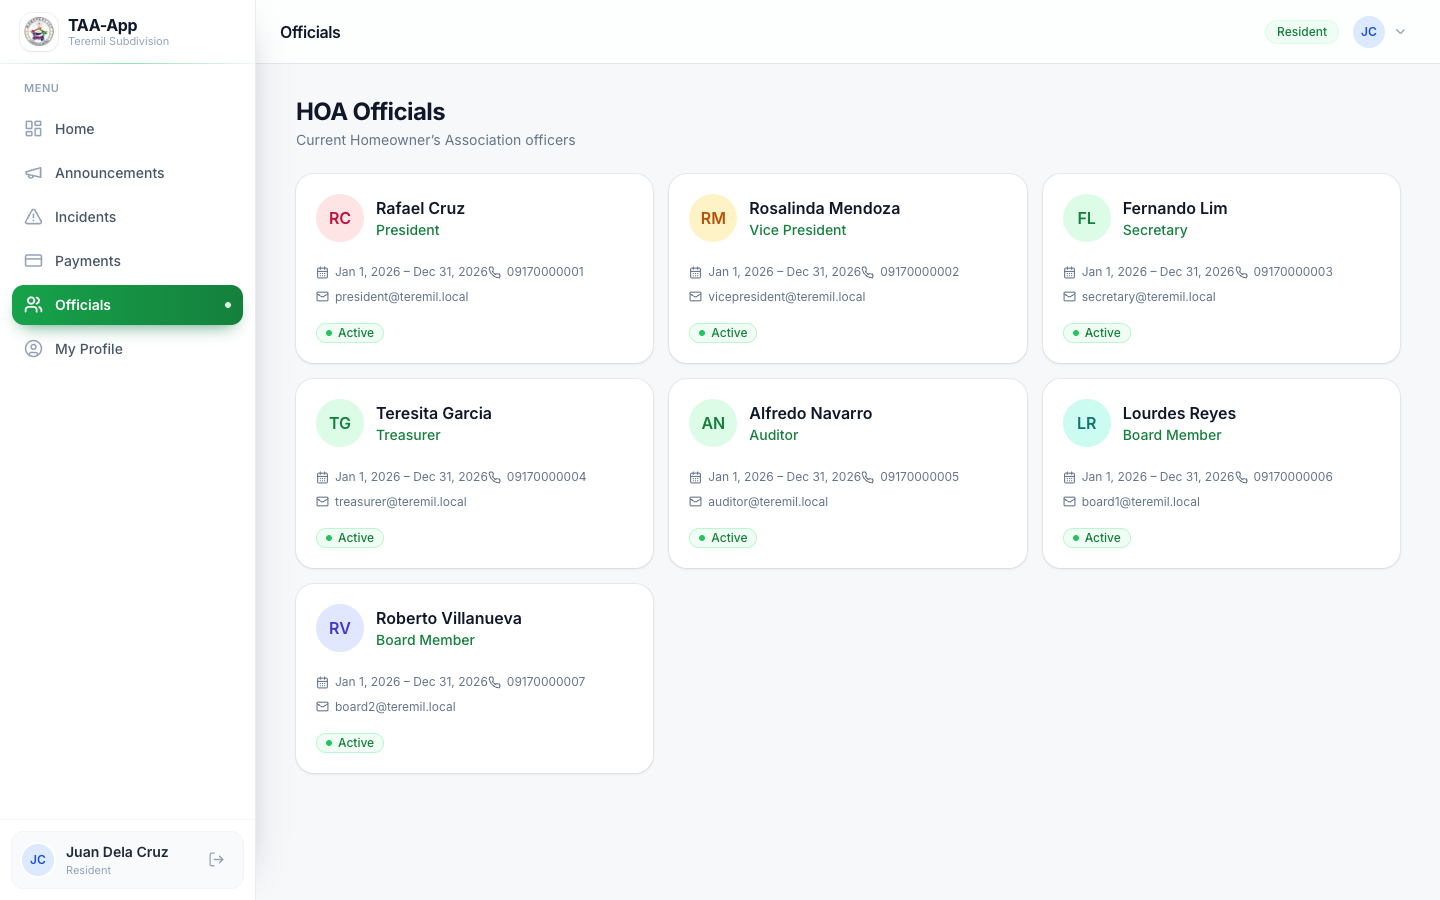 TAA-App
Teremil Subdivision
MENU
Home
Announcements
Incidents
Payments
Officials
My Profile
JC
Juan Dela Cruz
Resident
Officials
Resident
JC
HOA Officials
Current Homeowner’s Association officers
RC
Rafael Cruz
President
Jan 1, 2026 – Dec 31, 2026 09170000001
president@teremil.local
Active
RM
Rosalinda Mendoza
Vice President
Jan 1, 2026 – Dec 31, 2026 09170000002
vicepresident@teremil.local
Active
FL
Fernando Lim
Secretary
Jan 1, 2026 – Dec 31, 2026 09170000003
secretary@teremil.local
Active
TG
Teresita Garcia
Treasurer
Jan 1, 2026 – Dec 31, 2026 09170000004
treasurer@teremil.local
Active
AN
Alfredo Navarro
Auditor
Jan 1, 2026 – Dec 31, 2026 09170000005
auditor@teremil.local
Active
LR
Lourdes Reyes
Board Member
Jan 1, 2026 – Dec 31, 2026 09170000006
board1@teremil.local
Active
RV
Roberto Villanueva
Board Member
Jan 1, 2026 – Dec 31, 2026 09170000007
board2@teremil.local
Active